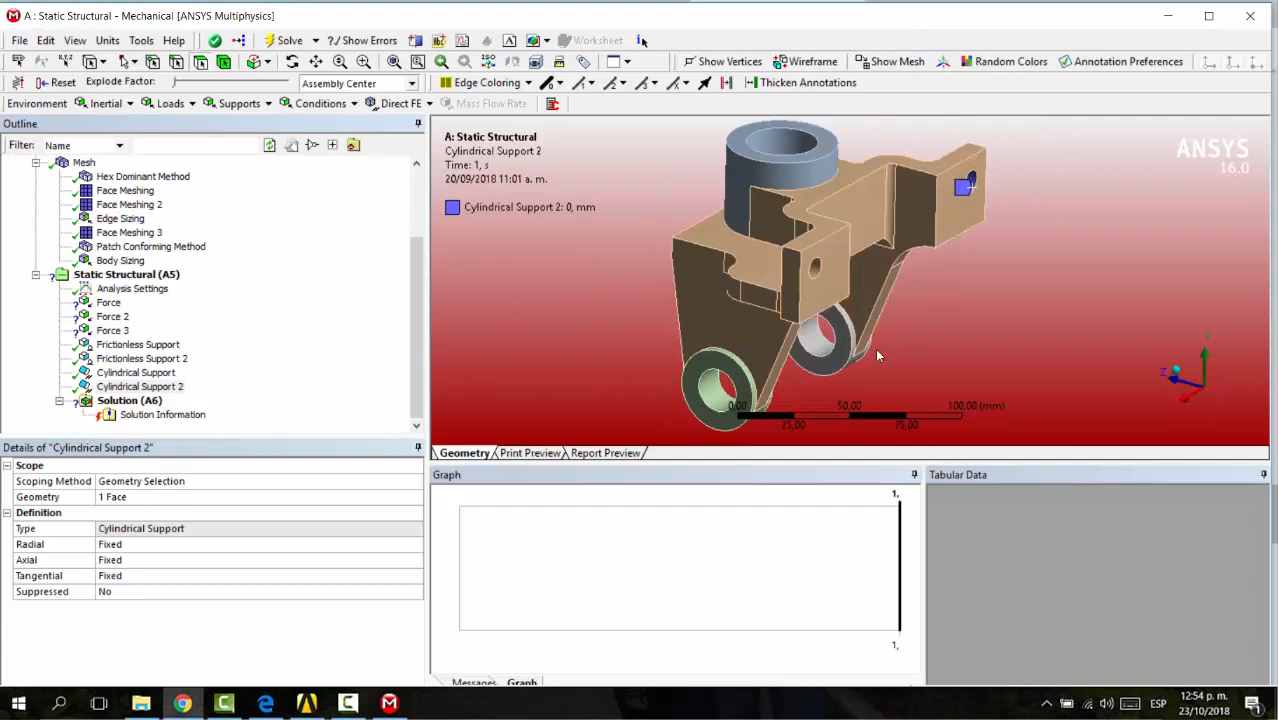 A : Static Structural - Mechanical [ANSYS Multiphysics]
File Edit View Units Tools Help Solve ?/ Show Errors Worksheet
Show Vertices Wireframe Show Mesh Random Colors Annotation Preferences
Reset Explode Factor: Assembly Center Edge Coloring Thicken Annotations
Environment Inertial Loads Supports Conditions Direct FE Mass Flow Rate
Outline
Filter: Name
Mesh
Hex Dominant Method
Face Meshing
Face Meshing 2
Edge Sizing
Face Meshing 3
Patch Conforming Method
Body Sizing
Static Structural (A5)
Analysis Settings
Force
Force 2
Force 3
Frictionless Support
Frictionless Support 2
Cylindrical Support
Cylindrical Support 2
Solution (A6)
Solution Information
Details of "Cylindrical Support 2"
Scope
Scoping Method Geometry Selection
Geometry 1 Face
Definition
Type Cylindrical Support
Radial Fixed
Axial Fixed
Tangential Fixed
Suppressed No
A: Static Structural
Cylindrical Support 2
Time: 1, s
20/09/2018 11:01 a. m.
Cylindrical Support 2: 0, mm
ANSYS
16.0
Y
Z
0,00 50,00 100,00 (mm)
25,00 75,00
Geometry Print Preview Report Preview
Graph
1,
1,
Messages Graph
Tabular Data
ESP
12:54 p. m.
23/10/2018
1